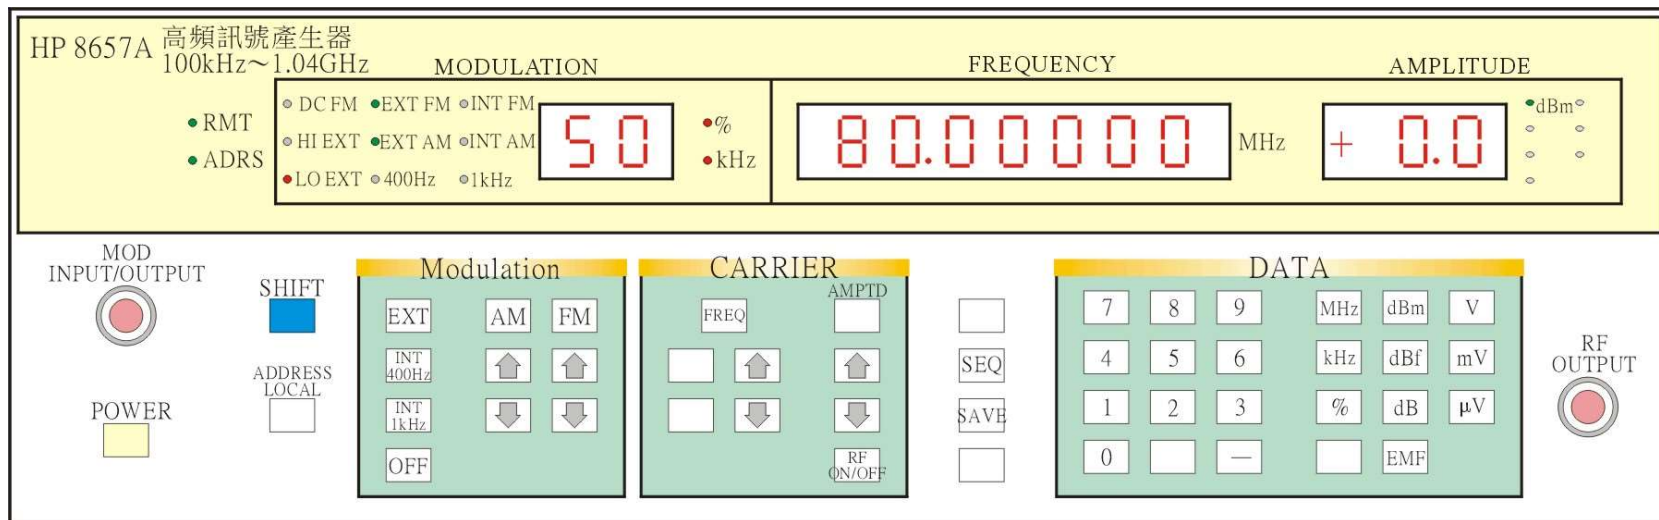 HP 8657A 高頻訊號產生器
100kHz～1.04GHz
MODULATION FREQUENCY AMPLITUDE
RMT
ADRS
DC FM EXT FM INT FM
HI EXT EXT AM INT AM
LO EXT 400Hz 1kHz
50
%
kHz
80.00000 MHz
+ 0.0
dBm
MOD
INPUT/OUTPUT
POWER
SHIFT
ADDRESS
LOCAL
Modulation
EXT AM FM
INT
400Hz
INT
1kHz
OFF
CARRIER
AMPTD
FREQ
RF
ON/OFF
SEQ
SAVE
DATA
7 8 9 MHz dBm V
4 5 6 kHz dBf mV
1 2 3 % dB μV
0 — EMF
RF
OUTPUT